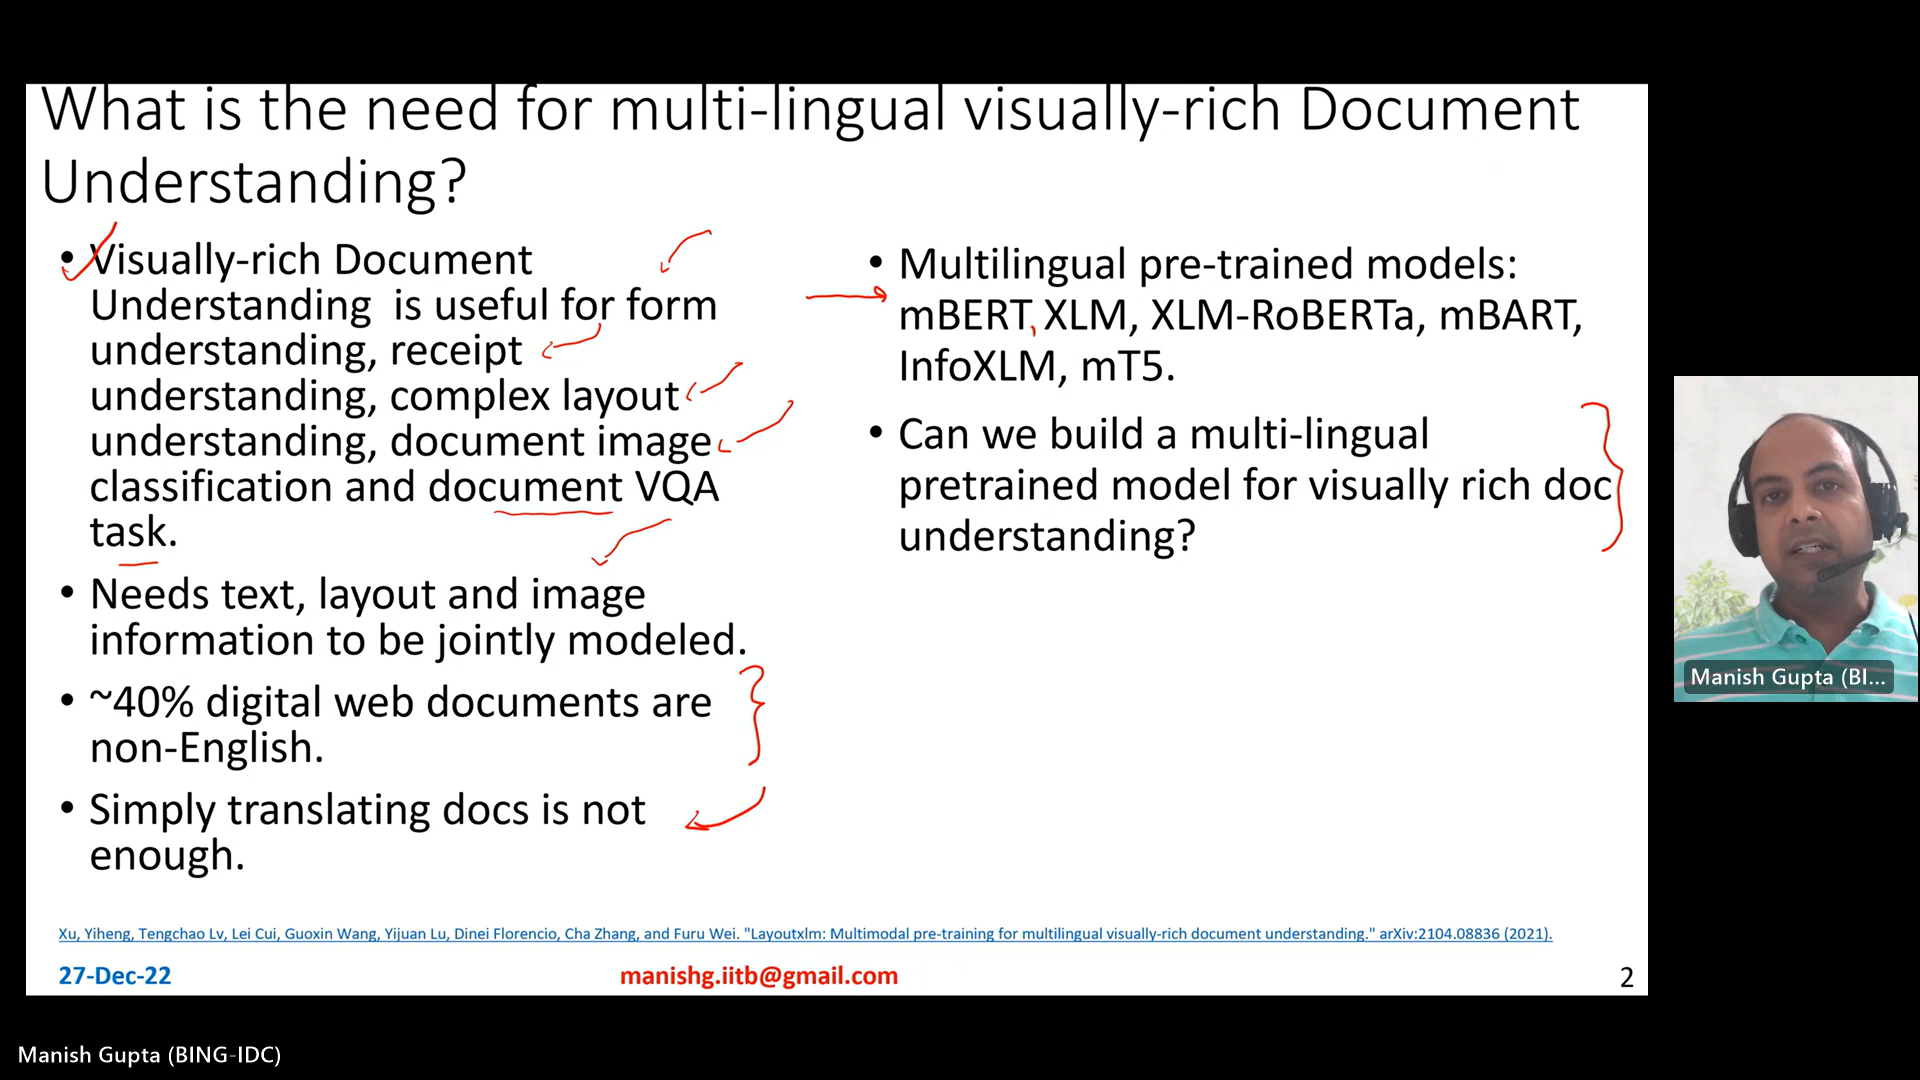 What is the need for multi-lingual visually-rich Document
Understanding?
• Visually-rich Document
Understanding is useful for form
understanding, receipt
understanding, complex layout
understanding, document image
classification and document VQA
task.
• Needs text, layout and image
information to be jointly modeled.
• ~40% digital web documents are
non-English.
• Simply translating docs is not
enough.
• Multilingual pre-trained models:
mBERT, XLM, XLM-RoBERTa, mBART,
InfoXLM, mT5.
• Can we build a multi-lingual
pretrained model for visually rich doc
understanding?
Xu, Yiheng, Tengchao Lv, Lei Cui, Guoxin Wang, Yijuan Lu, Dinei Florencio, Cha Zhang, and Furu Wei. "Layoutxlm: Multimodal pre-training for multilingual visually-rich document understanding." arXiv:2104.08836 (2021).
27-Dec-22
manishg.iitb@gmail.com
2
Manish Gupta (BI...
Manish Gupta (BING-IDC)